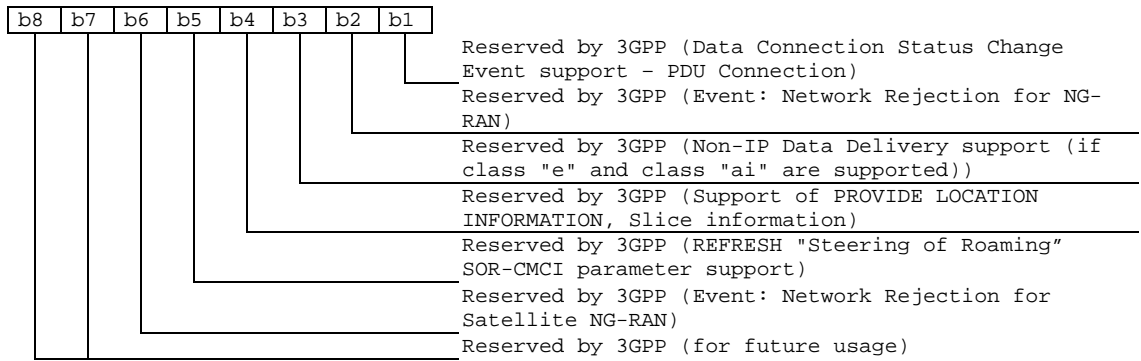 b8 b7 b6 b5 b4 b3 b2 b1
Reserved by 3GPP (Data Connection Status Change
Event support – PDU Connection)
Reserved by 3GPP (Event: Network Rejection for NG-
RAN)
Reserved by 3GPP (Non-IP Data Delivery support (if
class "e" and class "ai" are supported))
Reserved by 3GPP (Support of PROVIDE LOCATION
INFORMATION, Slice information)
Reserved by 3GPP (REFRESH "Steering of Roaming”
SOR-CMCI parameter support)
Reserved by 3GPP (Event: Network Rejection for
Satellite NG-RAN)
Reserved by 3GPP (for future usage)